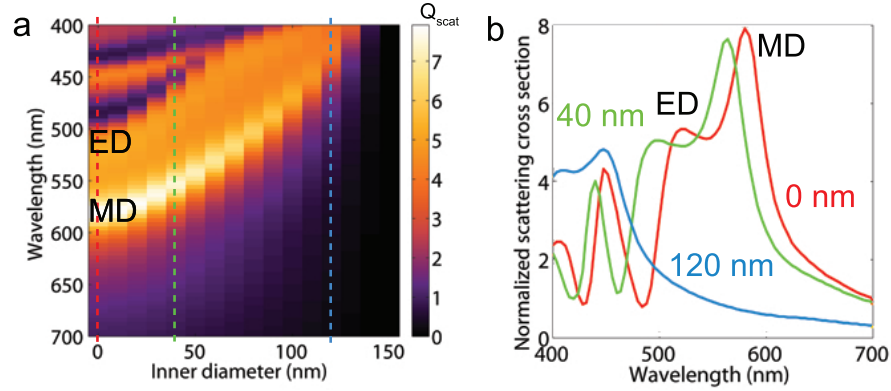 a
Q_scat
400
450
500
550
600
650
700
Wavelength (nm)
ED
MD
0
50
100
150
Inner diameter (nm)
7
6
5
4
3
2
1
0
b
8
6
4
2
0
Normalized scattering cross section
MD
ED
40 nm
0 nm
120 nm
400
500
600
700
Wavelength (nm)